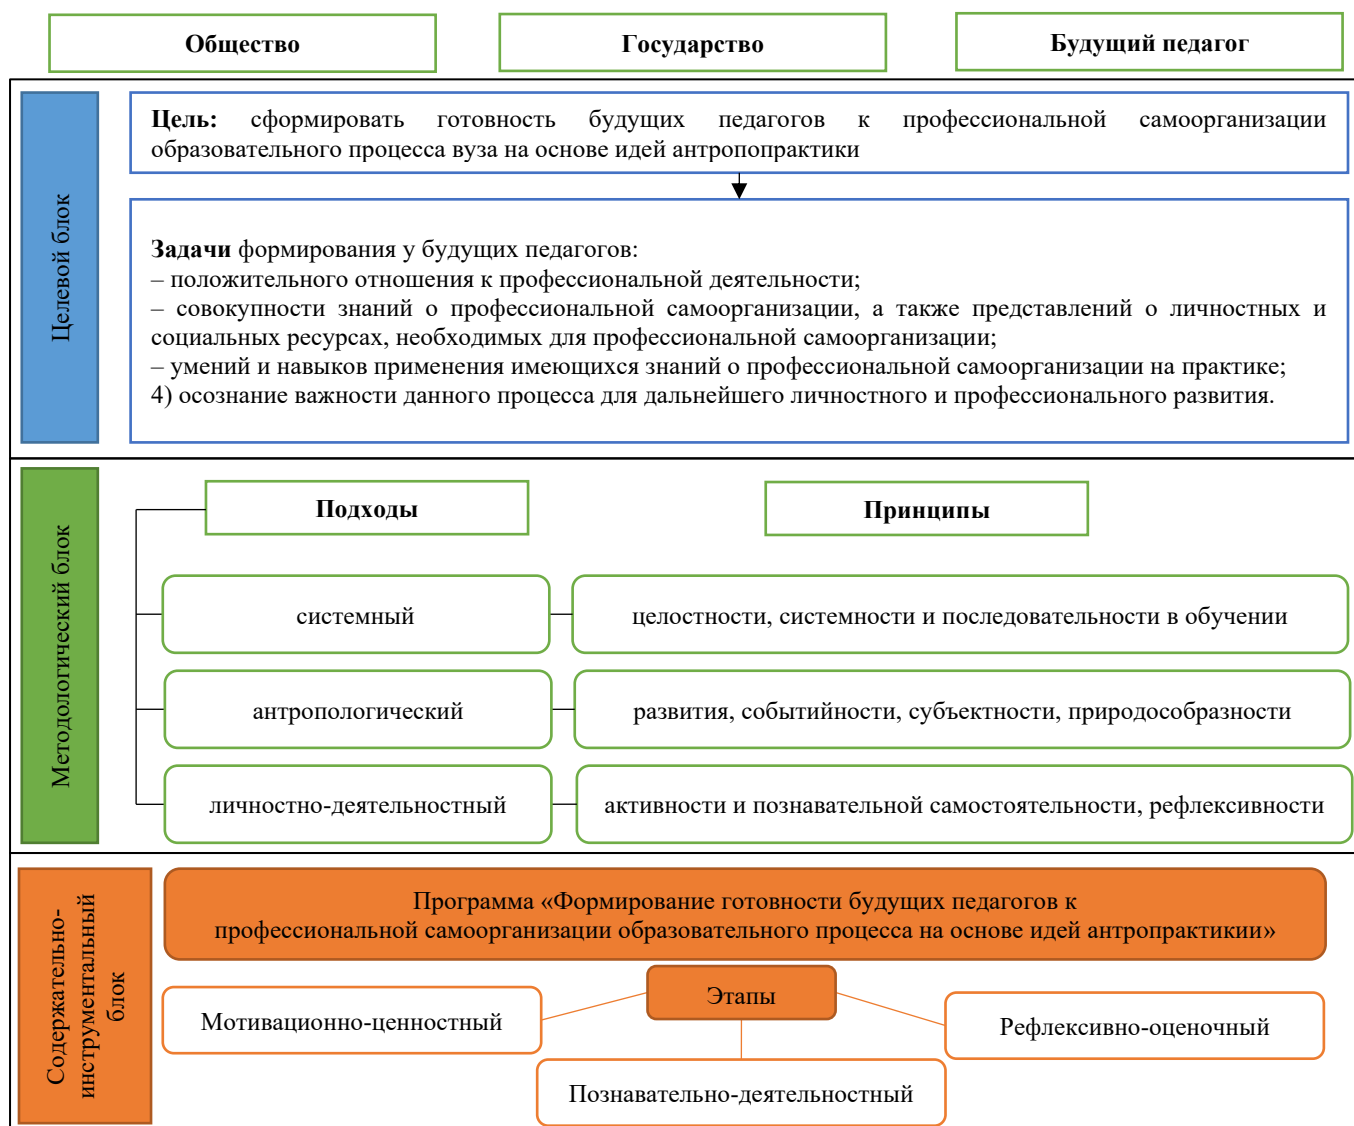 Общество
Государство
Будущий педагог
Целевой блок
Цель: сформировать готовность будущих педагогов к профессиональной самоорганизации
образовательного процесса вуза на основе идей антропопрактики
Задачи формирования у будущих педагогов:
– положительного отношения к профессиональной деятельности;
– совокупности знаний о профессиональной самоорганизации, а также представлений о личностных и
социальных ресурсах, необходимых для профессиональной самоорганизации;
– умений и навыков применения имеющихся знаний о профессиональной самоорганизации на практике;
4) осознание важности данного процесса для дальнейшего личностного и профессионального развития.
Методологический блок
Подходы
Принципы
системный
целостности, системности и последовательности в обучении
антропологический
развития, событийности, субъектности, природособразности
личностно-деятельностный
активности и познавательной самостоятельности, рефлексивности
Содержательно-
инструментальный
блок
Программа «Формирование готовности будущих педагогов к
профессиональной самоорганизации образовательного процесса на основе идей антропрактикии»
Этапы
Мотивационно-ценностный
Рефлексивно-оценочный
Познавательно-деятельностный